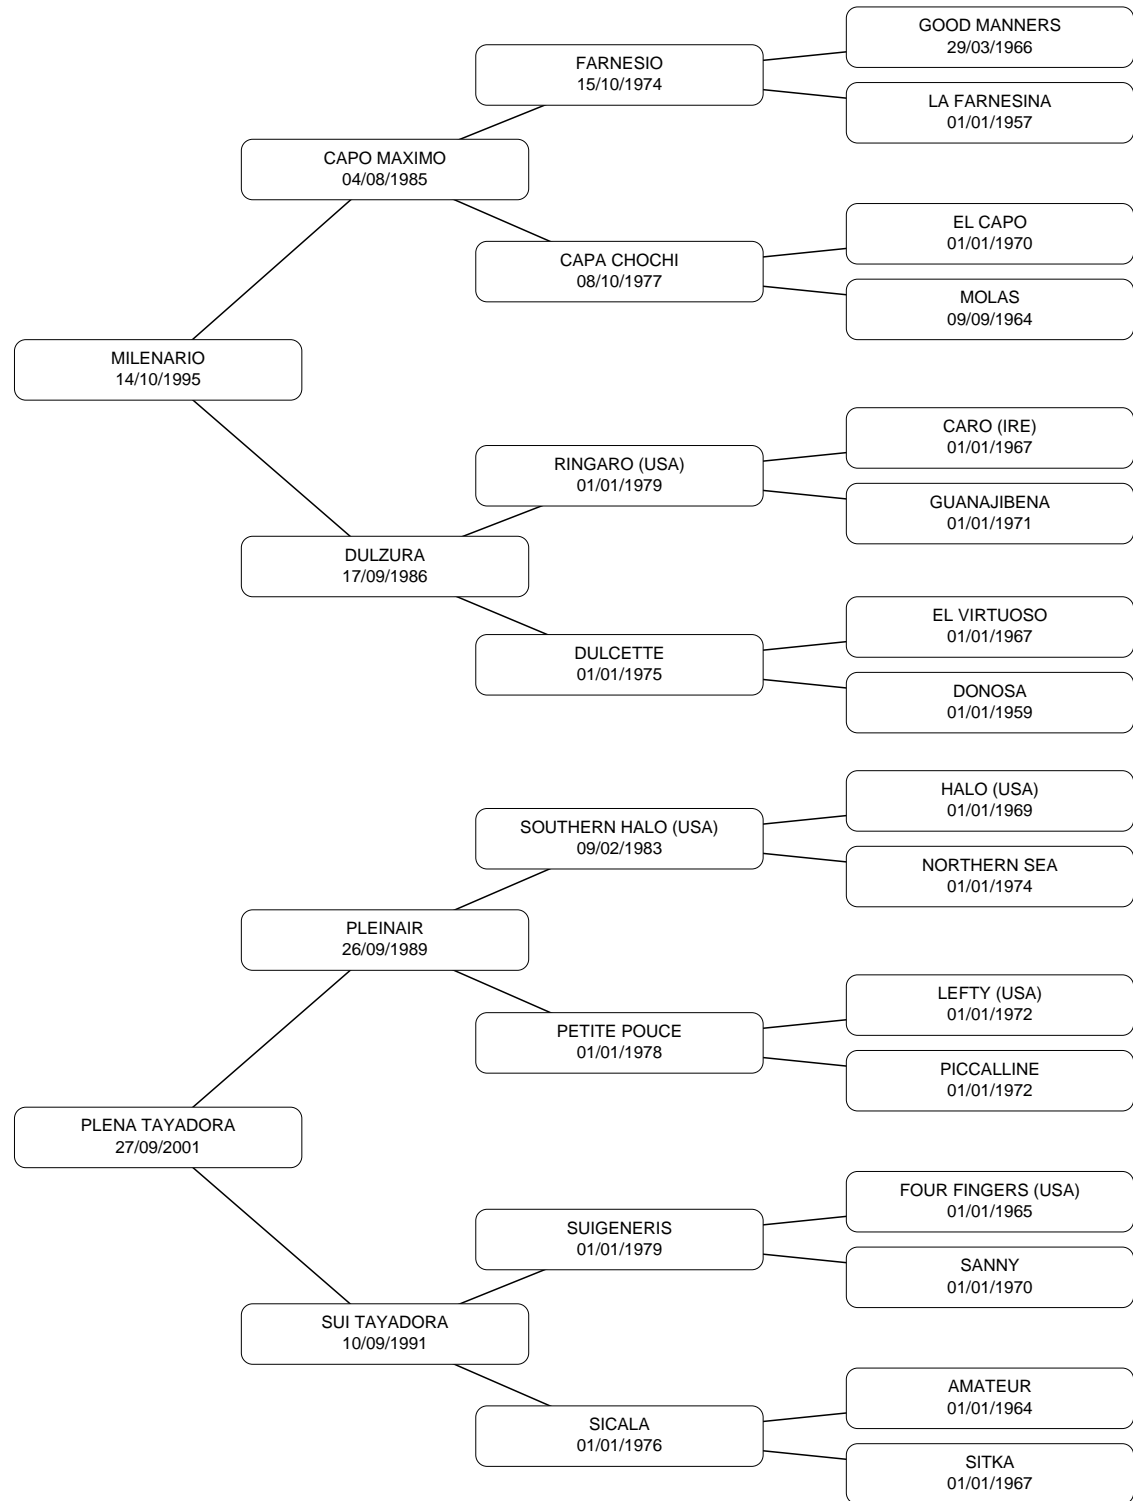 GOOD MANNERS
29/03/1966
FARNESIO
15/10/1974
LA FARNESINA
01/01/1957
CAPO MAXIMO
04/08/1985
EL CAPO
01/01/1970
CAPA CHOCHI
08/10/1977
MOLAS
09/09/1964
MILENARIO
14/10/1995
CARO (IRE)
01/01/1967
RINGARO (USA)
01/01/1979
GUANAJIBENA
01/01/1971
DULZURA
17/09/1986
EL VIRTUOSO
01/01/1967
DULCETTE
01/01/1975
DONOSA
01/01/1959
HALO (USA)
01/01/1969
SOUTHERN HALO (USA)
09/02/1983
NORTHERN SEA
01/01/1974
PLEINAIR
26/09/1989
LEFTY (USA)
01/01/1972
PETITE POUCE
01/01/1978
PICCALLINE
01/01/1972
PLENA TAYADORA
27/09/2001
FOUR FINGERS (USA)
01/01/1965
SUIGENERIS
01/01/1979
SANNY
01/01/1970
SUI TAYADORA
10/09/1991
AMATEUR
01/01/1964
SICALA
01/01/1976
SITKA
01/01/1967